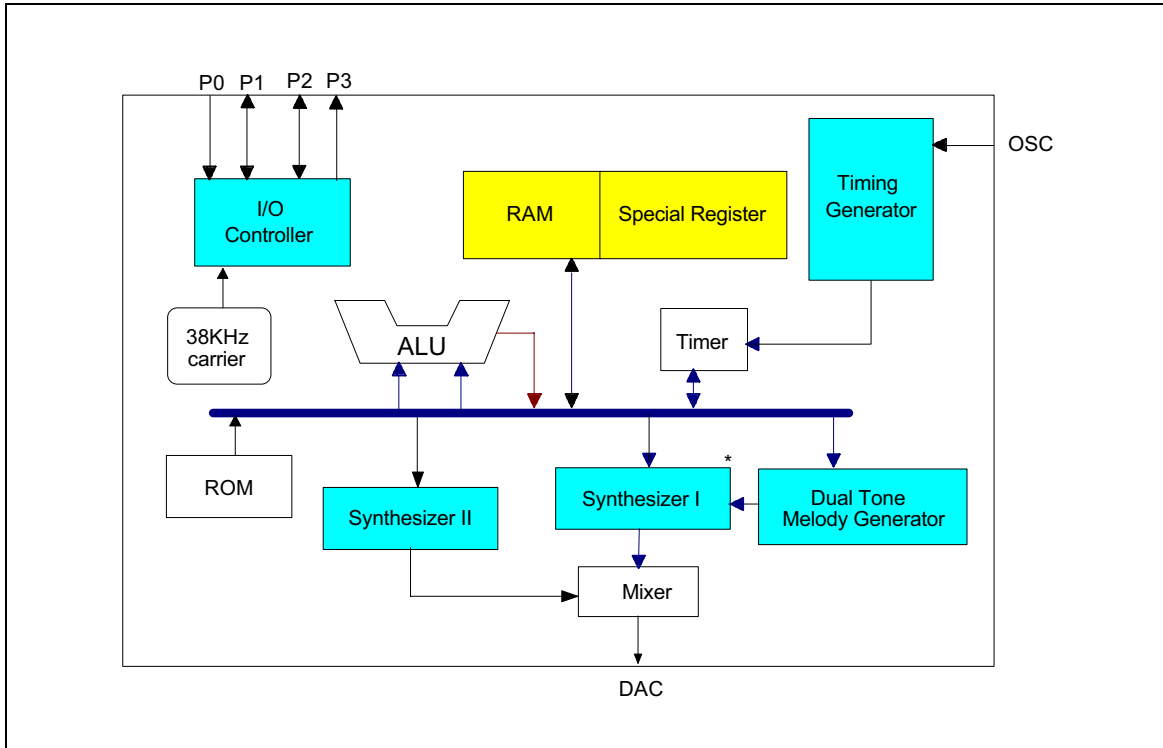 P0 P1 P2 P3
OSC
Timing
Generator
I/O
Controller
RAM
Special Register
38KHz
carrier
ALU
Timer
ROM
Synthesizer II
Synthesizer I
*
Dual Tone
Melody Generator
Mixer
DAC